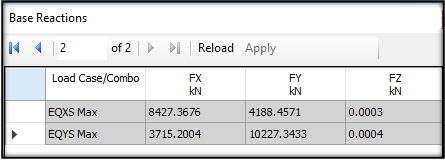 Base Reactions
2 of 2 Reload Apply
Load Case/Combo FX kN FY kN FZ kN
EQXS Max 8427.3676 4188.4571 0.0003
EQYS Max 3715.2004 10227.3433 0.0004